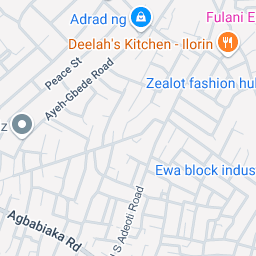 Fulani E
Adrad ng
Deelah's Kitchen - Ilorin
Peace St
Zealot fashion hu
Ayeh-Gbede Road
z
Ewa block indus
Agbabiaka Rd
S Adeoti Road